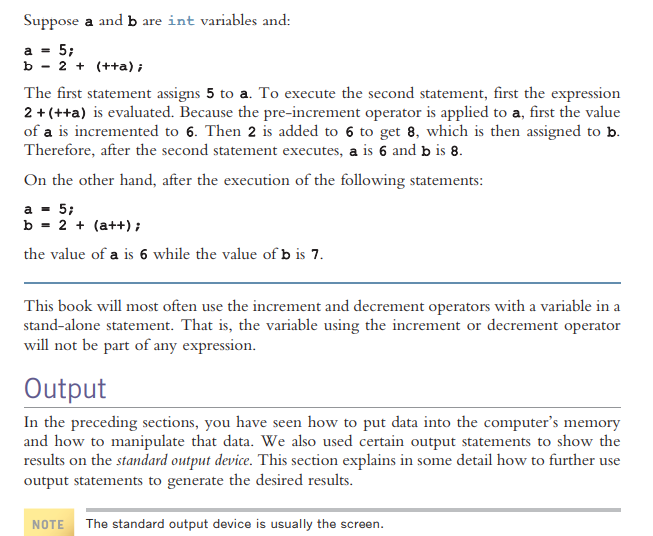 Suppose a and b are int variables and:
a = 5;
b - 2 + (++a);
The first statement assigns 5 to a. To execute the second statement, first the expression
2 + (++a) is evaluated. Because the pre-increment operator is applied to a, first the value
of a is incremented to 6. Then 2 is added to 6 to get 8, which is then assigned to b.
Therefore, after the second statement executes, a is 6 and b is 8.
On the other hand, after the execution of the following statements:
a = 5;
b = 2 + (a++);
the value of a is 6 while the value of b is 7.
This book will most often use the increment and decrement operators with a variable in a
stand-alone statement. That is, the variable using the increment or decrement operator
will not be part of any expression.
Output
In the preceding sections, you have seen how to put data into the computer's memory
and how to manipulate that data. We also used certain output statements to show the
results on the standard output device. This section explains in some detail how to further use
output statements to generate the desired results.
NOTE The standard output device is usually the screen.